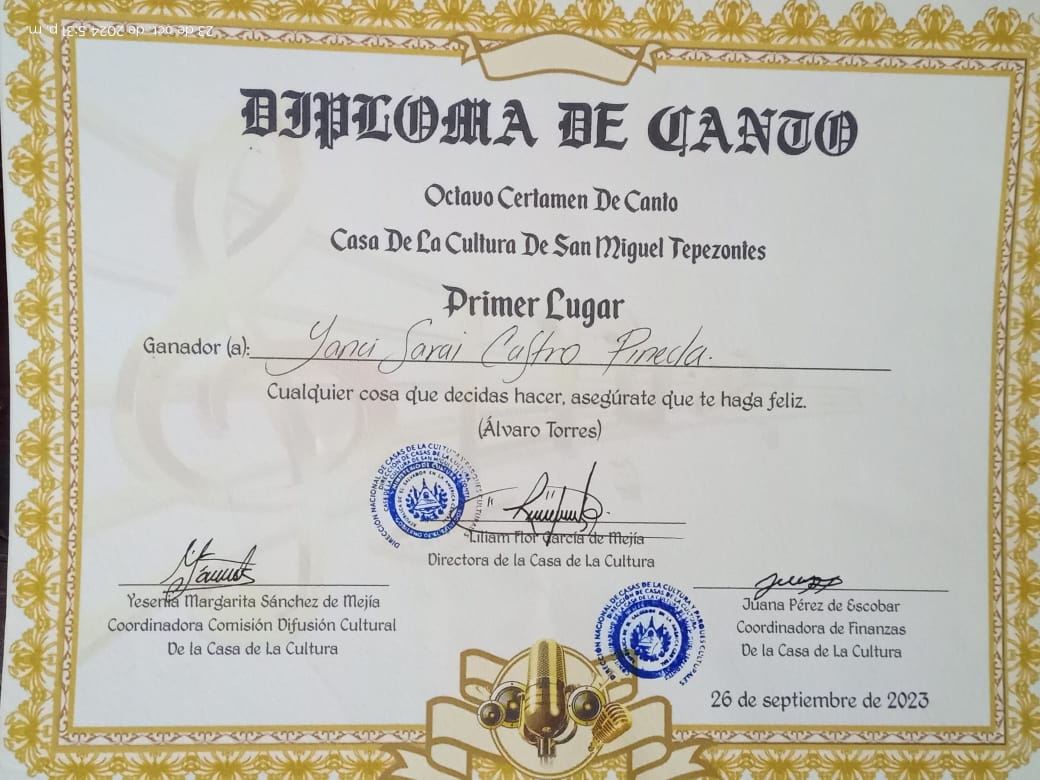 23 de oct. de 2024 5:31 p. m.
DIPLOMA DE CANTO
Octavo Certamen De Canto
Casa De La Cultura De San Miguel Tepezontes
Primer Lugar
Ganador (a): Yanci Sarai Castro Pineda.
Cualquier cosa que decidas hacer, asegúrate que te haga feliz.
(Álvaro Torres)
DIRECCIÓN NACIONAL DE CASAS DE LA CULTURA Y PARQUES CULTURALES
Liliam Flor García de Mejía
Directora de la Casa de La Cultura
Yesenia Margarita Sánchez de Mejía
Coordinadora Comisión Difusión Cultural
De la Casa de La Cultura
DIRECCIÓN NACIONAL DE CASAS DE LA CULTURA Y PARQUES CULTURALES
Juana Pérez de Escobar
Coordinadora de Finanzas
De la Casa de La Cultura
26 de septiembre de 2023